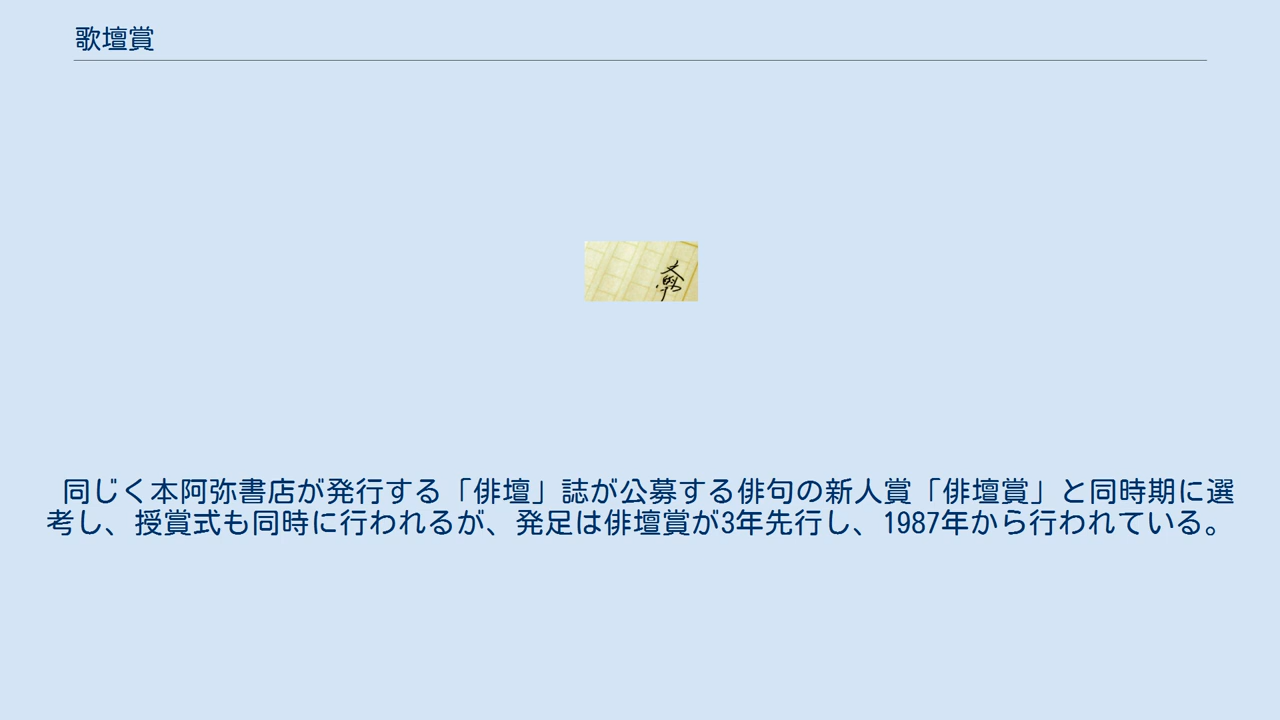 歌壇賞
同じく本阿弥書店が発行する「俳壇」誌が公募する俳句の新人賞「俳壇賞」と同時期に選
考し、授賞式も同時に行われるが、発足は俳壇賞が3年先行し、1987年から行われている。